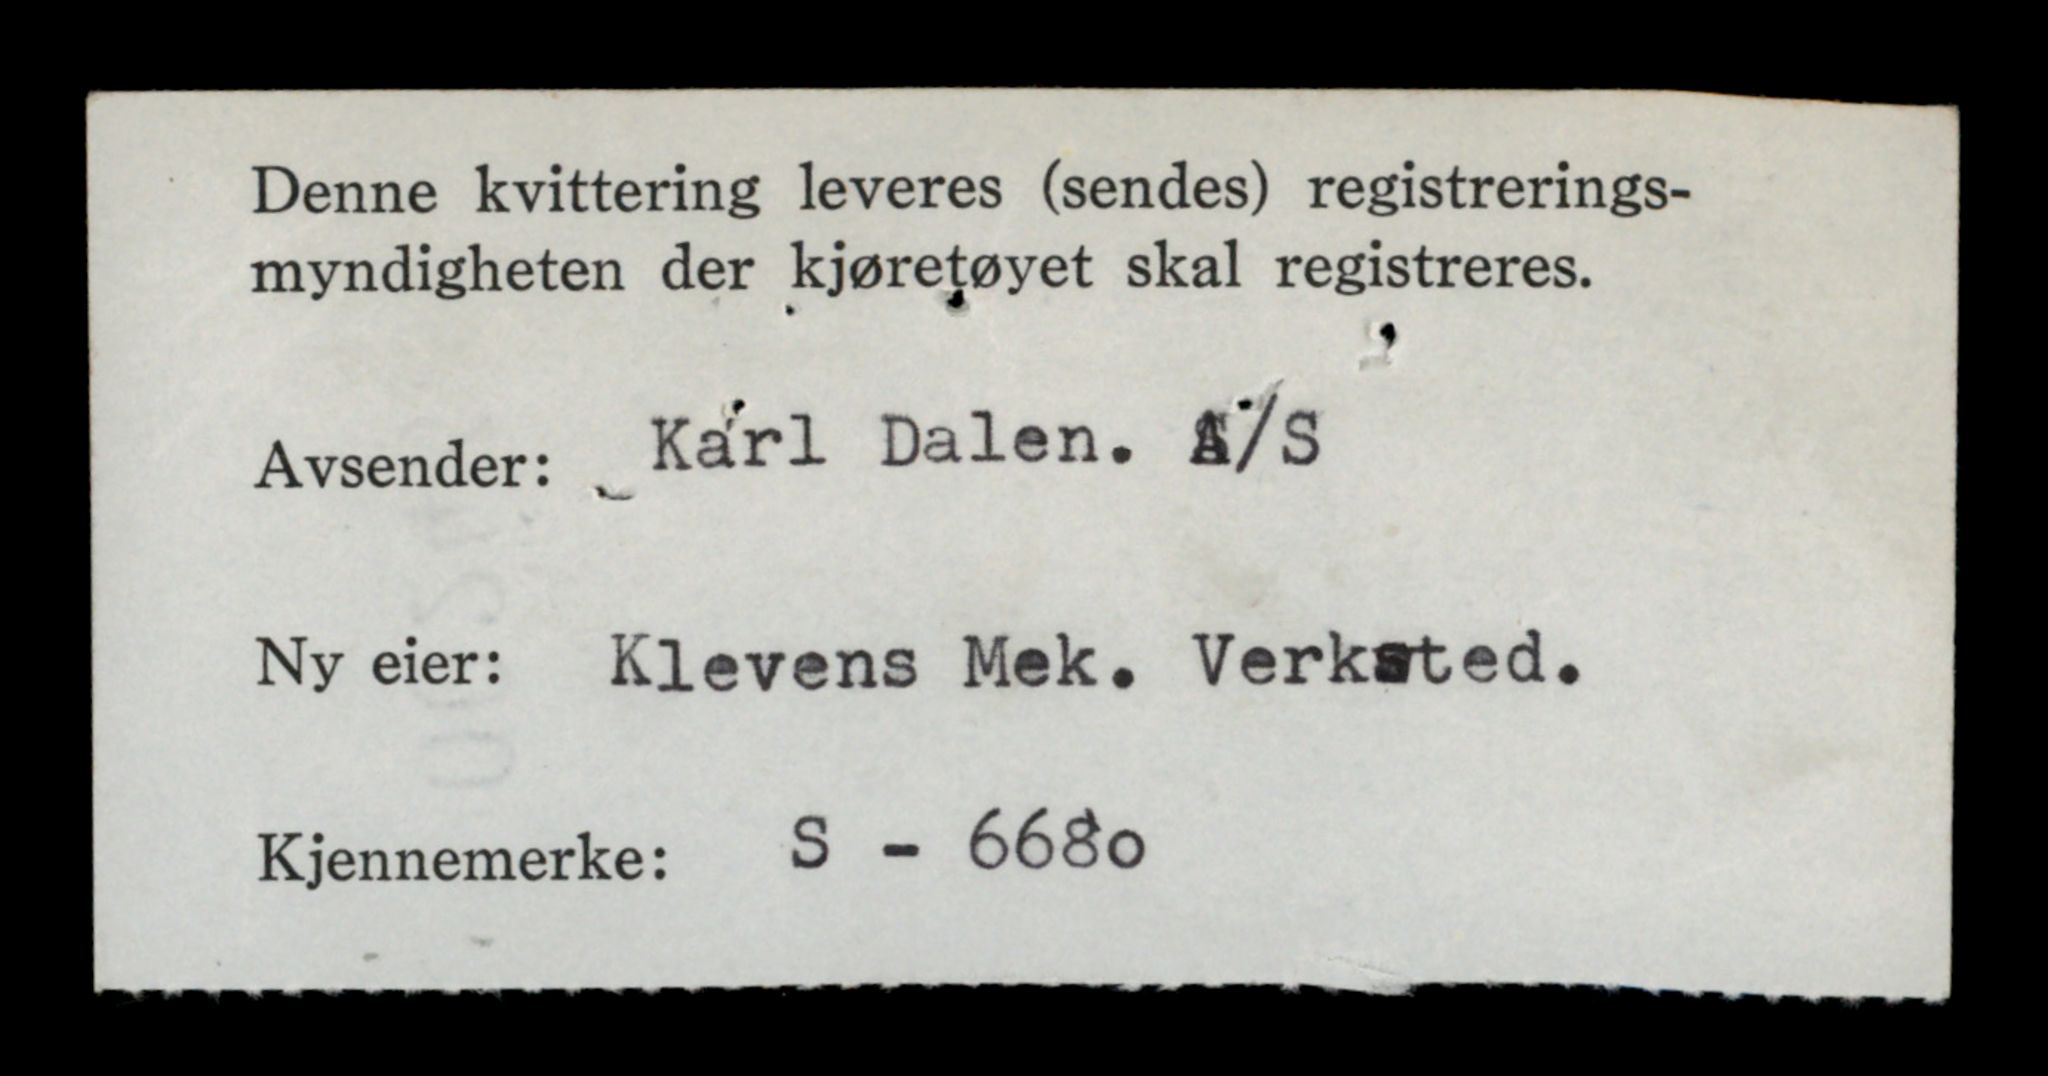 Denne kvittering leveres (sendes) registrerings-
myndigheten der kjøretøyet skal registreres.
Avsender: Karl Dalen. A/S
Ny eier: Klevens Mek. Verksted.
Kjennemerke: S - 668o